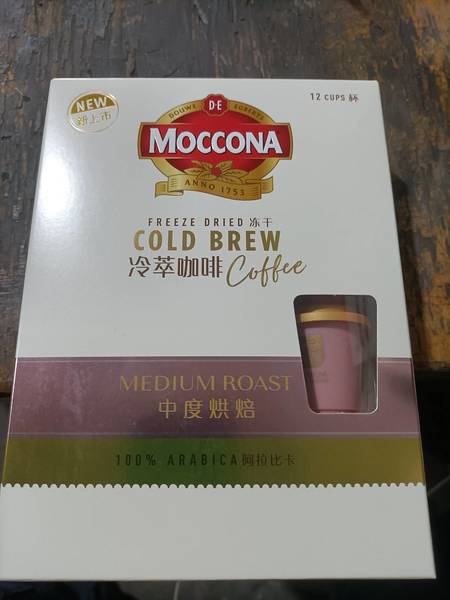 NEW
新上市
12 CUPS 杯
DOUWE EGBERTS
D·E
MOCCONA
ANNO 1753
FREEZE DRIED 冻干
COLD BREW
冷萃咖啡 Coffee
MEDIUM ROAST
中度烘焙
100% ARABICA 阿拉比卡